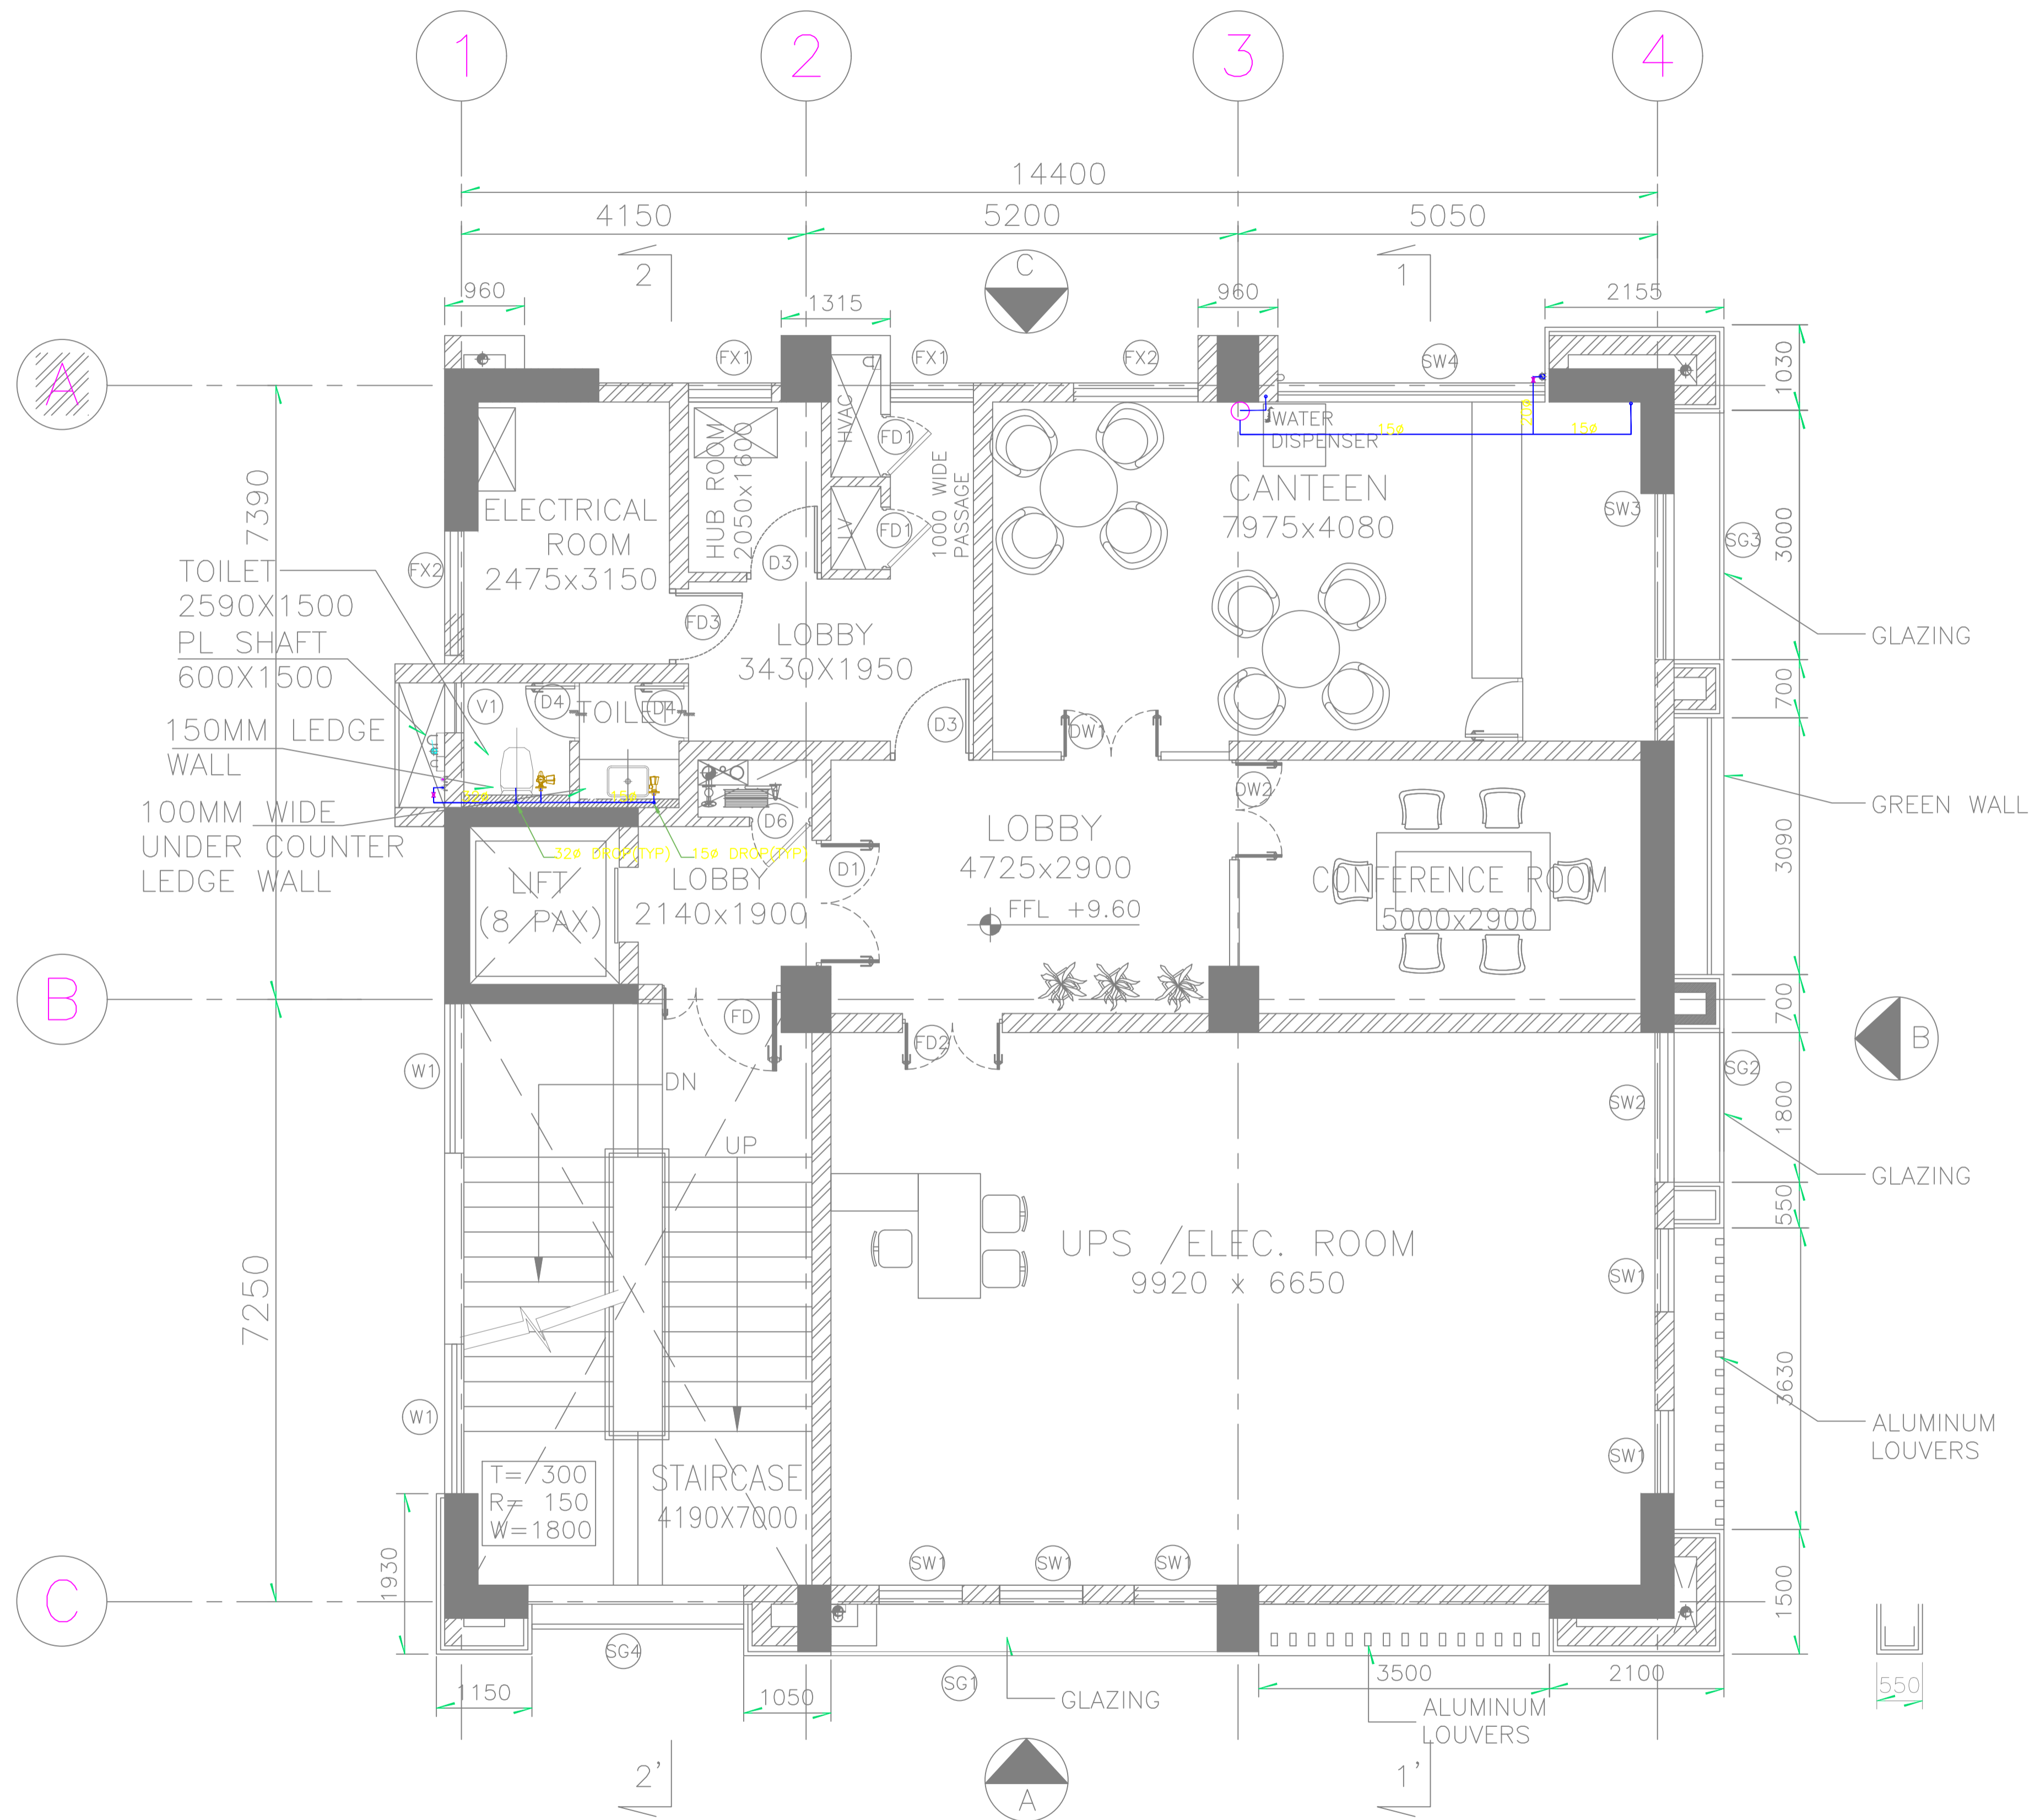 1
2
3
4
14400
4150
5200
5050
2
C
1
960
1315
960
2155
FX1
FX1
FX2
SW4
A
1030
HVAC
FD1
WATER
DISPENSER
15ø
20ø
15ø
7390
HUB ROOM
2050x1600
1000 WIDE
PASSAGE
ELECTRICAL
ROOM
2475x3150
CANTEEN
7975x4080
SW3
SG3
3000
LV
FD1
D3
FX2
TOILET
2590X1500
PL SHAFT
600X1500
FD3
LOBBY
3430X1950
GLAZING
700
V1
D4
TOILET
D4
D3
DW1
150MM LEDGE
WALL
32ø
15ø
DW2
100MM WIDE
UNDER COUNTER
LEDGE WALL
D6
GREEN WALL
3090
32ø DROP(TYP)
15ø DROP(TYP)
LIFT
(8 PAX)
LOBBY
2140x1900
D1
LOBBY
4725x2900
FFL +9.60
CONFERENCE ROOM
5000x2900
B
FD
FD2
700
B
W1
DN
UP
SW2
SG2
1800
GLAZING
550
7250
UPS /ELEC. ROOM
9920 x 6650
SW1
3630
W1
SW1
ALUMINUM
LOUVERS
T= 300
R= 150
W=1800
STAIRCASE
4190X7000
1930
SW1
SW1
SW1
C
1500
SG4
SG1
GLAZING
1150
1050
3500
2100
550
ALUMINUM
LOUVERS
2'
A
1'